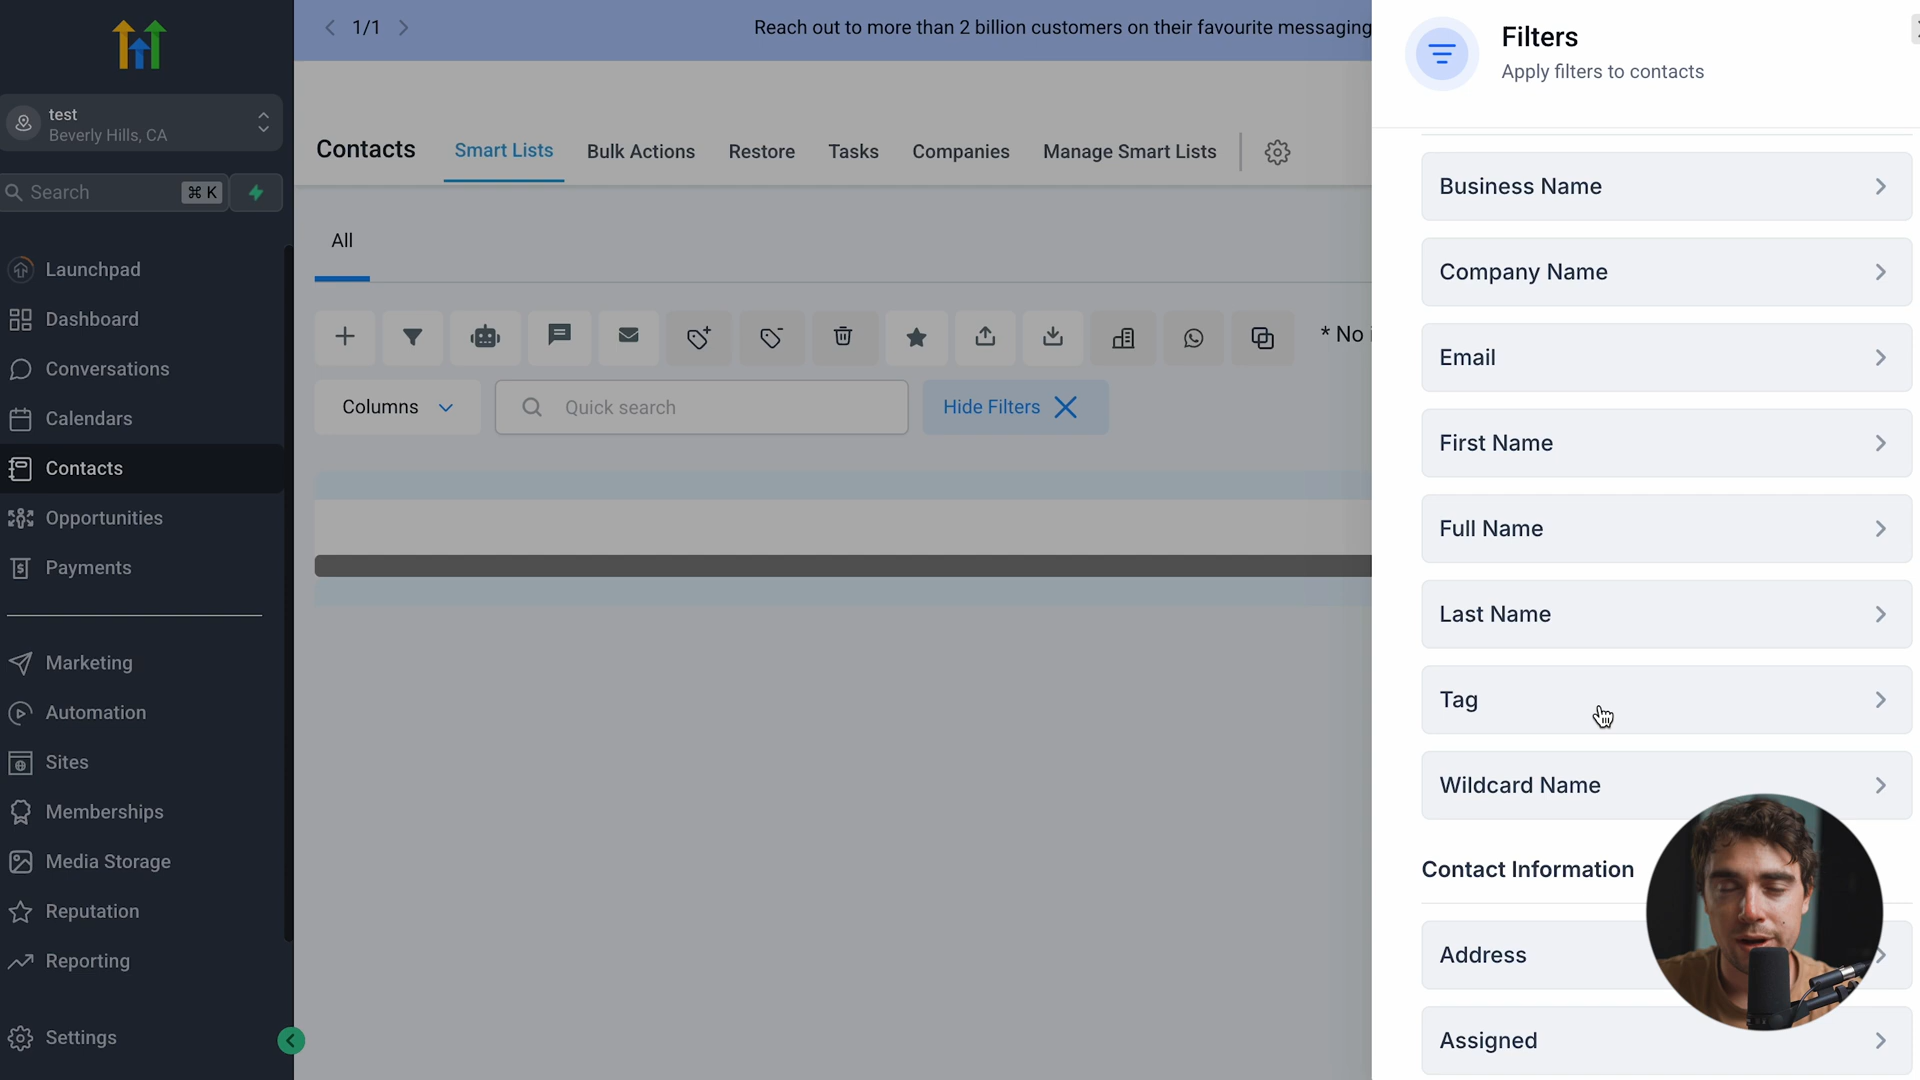 test
Beverly Hills, CA
Search
⌘ K
Launchpad
Dashboard
Conversations
Calendars
Contacts
Opportunities
Payments
Marketing
Automation
Sites
Memberships
Media Storage
Reputation
Reporting
Settings
1/1
Reach out to more than 2 billion customers on their favourite messaging
Contacts
Smart Lists
Bulk Actions
Restore
Tasks
Companies
Manage Smart Lists
All
* No
Columns
Quick search
Hide Filters
Filters
Apply filters to contacts
Business Name
Company Name
Email
First Name
Full Name
Last Name
Tag
Wildcard Name
Contact Information
Address
Assigned